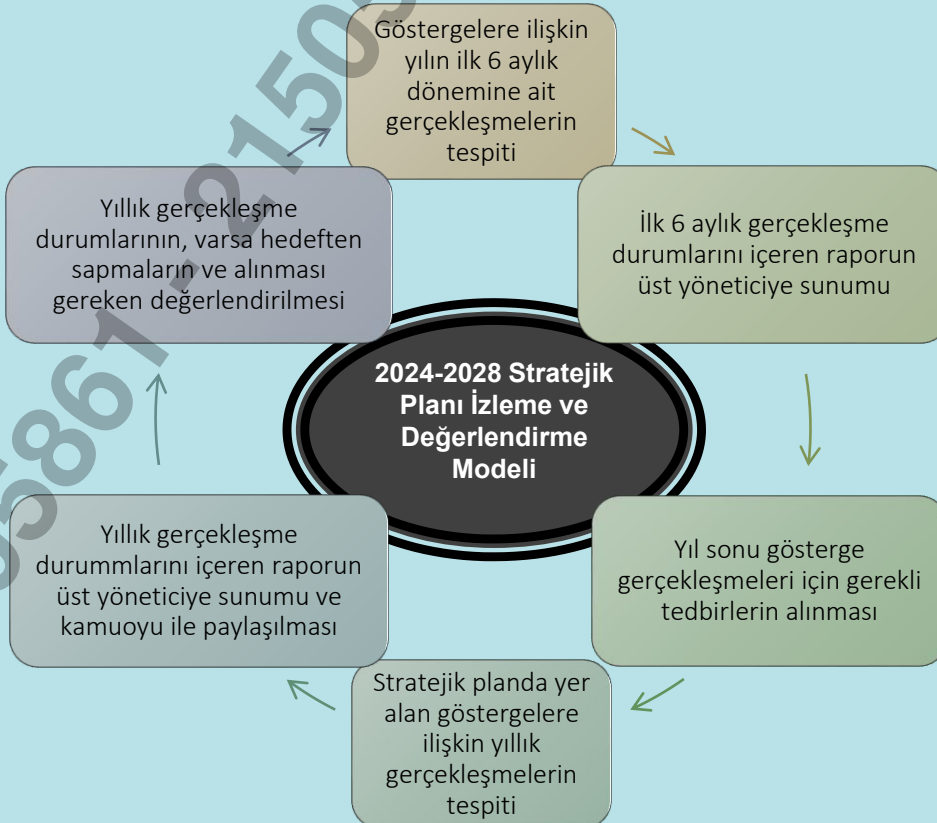 Göstergelere ilişkin
yılın ilk 6 aylık
dönemine ait
gerçekleşmelerin
tespiti
İlk 6 aylık gerçekleşme
durumlarını içeren raporun
üst yöneticiye sunumu
Yıl sonu gösterge
gerçekleşmeleri için gerekli
tedbirlerin alınması
Stratejik planda yer
alan göstergelere
ilişkin yıllık
gerçekleşmelerin
tespiti
Yıllık gerçekleşme
durummlarını içeren raporun
üst yöneticiye sunumu ve
kamuoyu ile paylaşılması
Yıllık gerçekleşme
durumlarının, varsa hedeften
sapmaların ve alınması
gereken değerlendirilmesi
2024-2028 Stratejik
Planı İzleme ve
Değerlendirme
Modeli